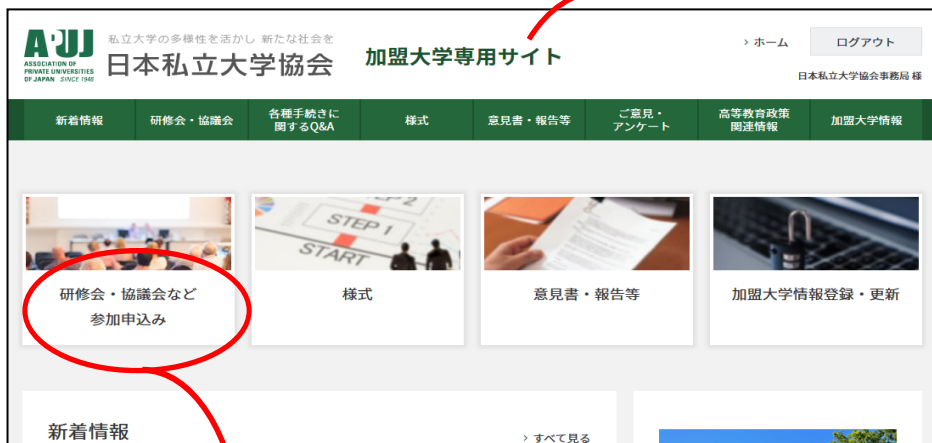 APUJ
ASSOCIATION OF
PRIVATE UNIVERSITIES
OF JAPAN SINCE 1946
私立大学の多様性を活かし 新たな社会を
日本私立大学協会
加盟大学専用サイト
> ホーム
ログアウト
日本私立大学協会事務局 様
新着情報
研修会・協議会
各種手続きに
関するQ&A
様式
意見書・報告等
ご意見・
アンケート
高等教育政策
関連情報
加盟大学情報
STEP 2
STEP 1
START
研修会・協議会など
参加申込み
様式
意見書・報告等
加盟大学情報登録・更新
新着情報
> すべて見る